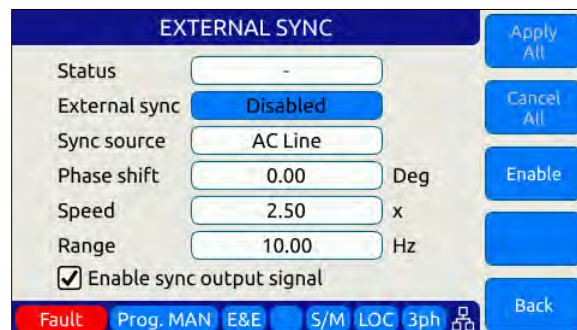 EXTERNAL SYNC
Apply All
Status -
Cancel All
External sync Disabled
Sync source AC Line
Phase shift 0.00 Deg
Enable
Speed 2.50 x
Range 10.00 Hz
Enable sync output signal
Back
Fault Prog. MAN E&E S/M LOC 3ph